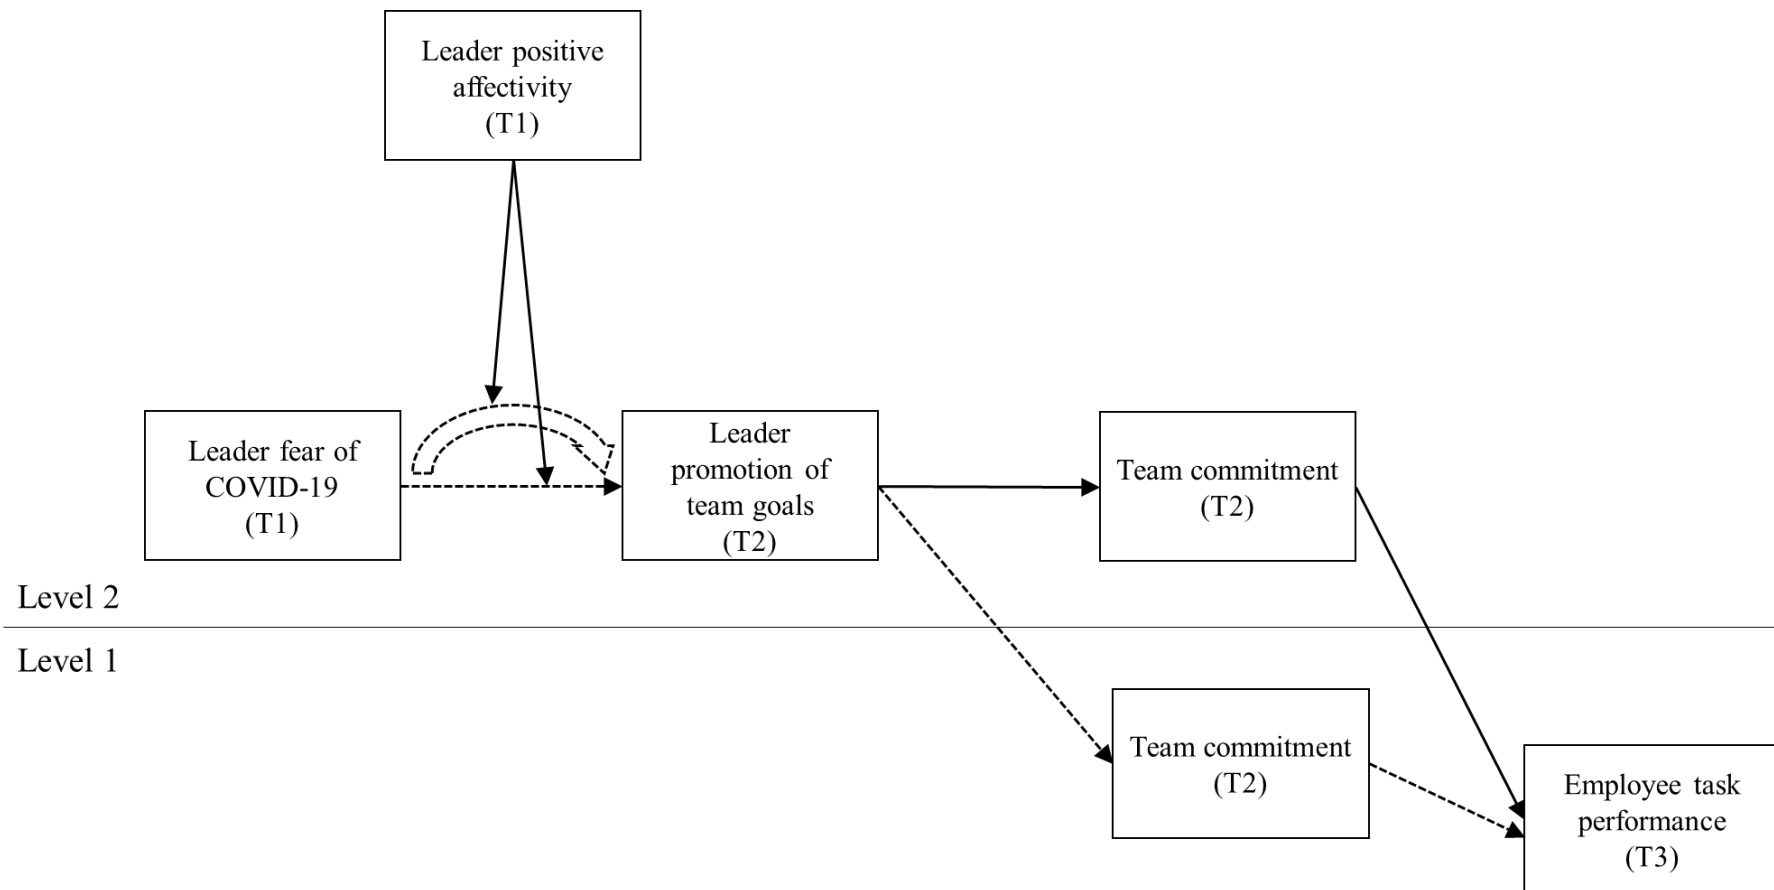 Leader positive
affectivity
(T1)
Leader fear of
COVID-19
(T1)
Leader
promotion of
team goals
(T2)
Team commitment
(T2)
Level 2
Level 1
Team commitment
(T2)
Employee task
performance
(T3)